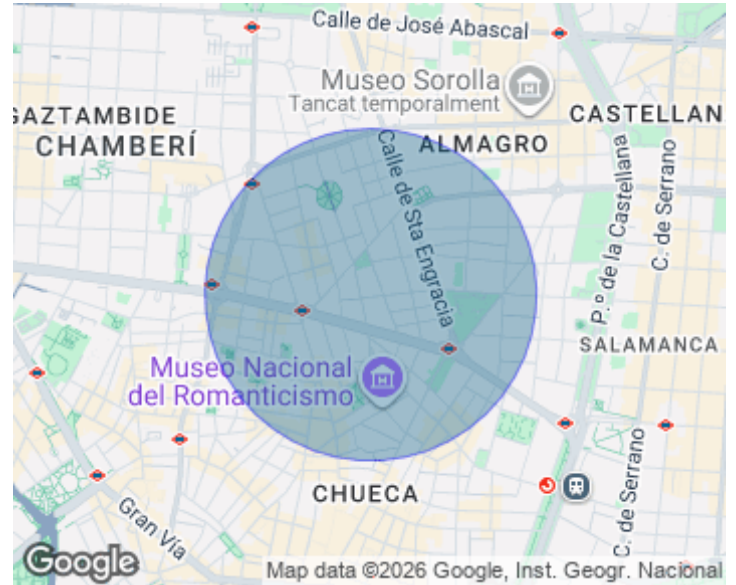 Calle de José Abascal
Museo Sorolla
Tancat temporalment
GAZTAMBIDE
CHAMBERÍ
CASTELLAN
ALMAGRO
Calle de Sta Engracia
P.º de la Castellana
C. de Serrano
SALAMANCA
Museo Nacional
del Romanticismo
CHUECA
Gran Vía
C. de Serrano
Google
Map data ©2026 Google, Inst. Geogr. Nacional